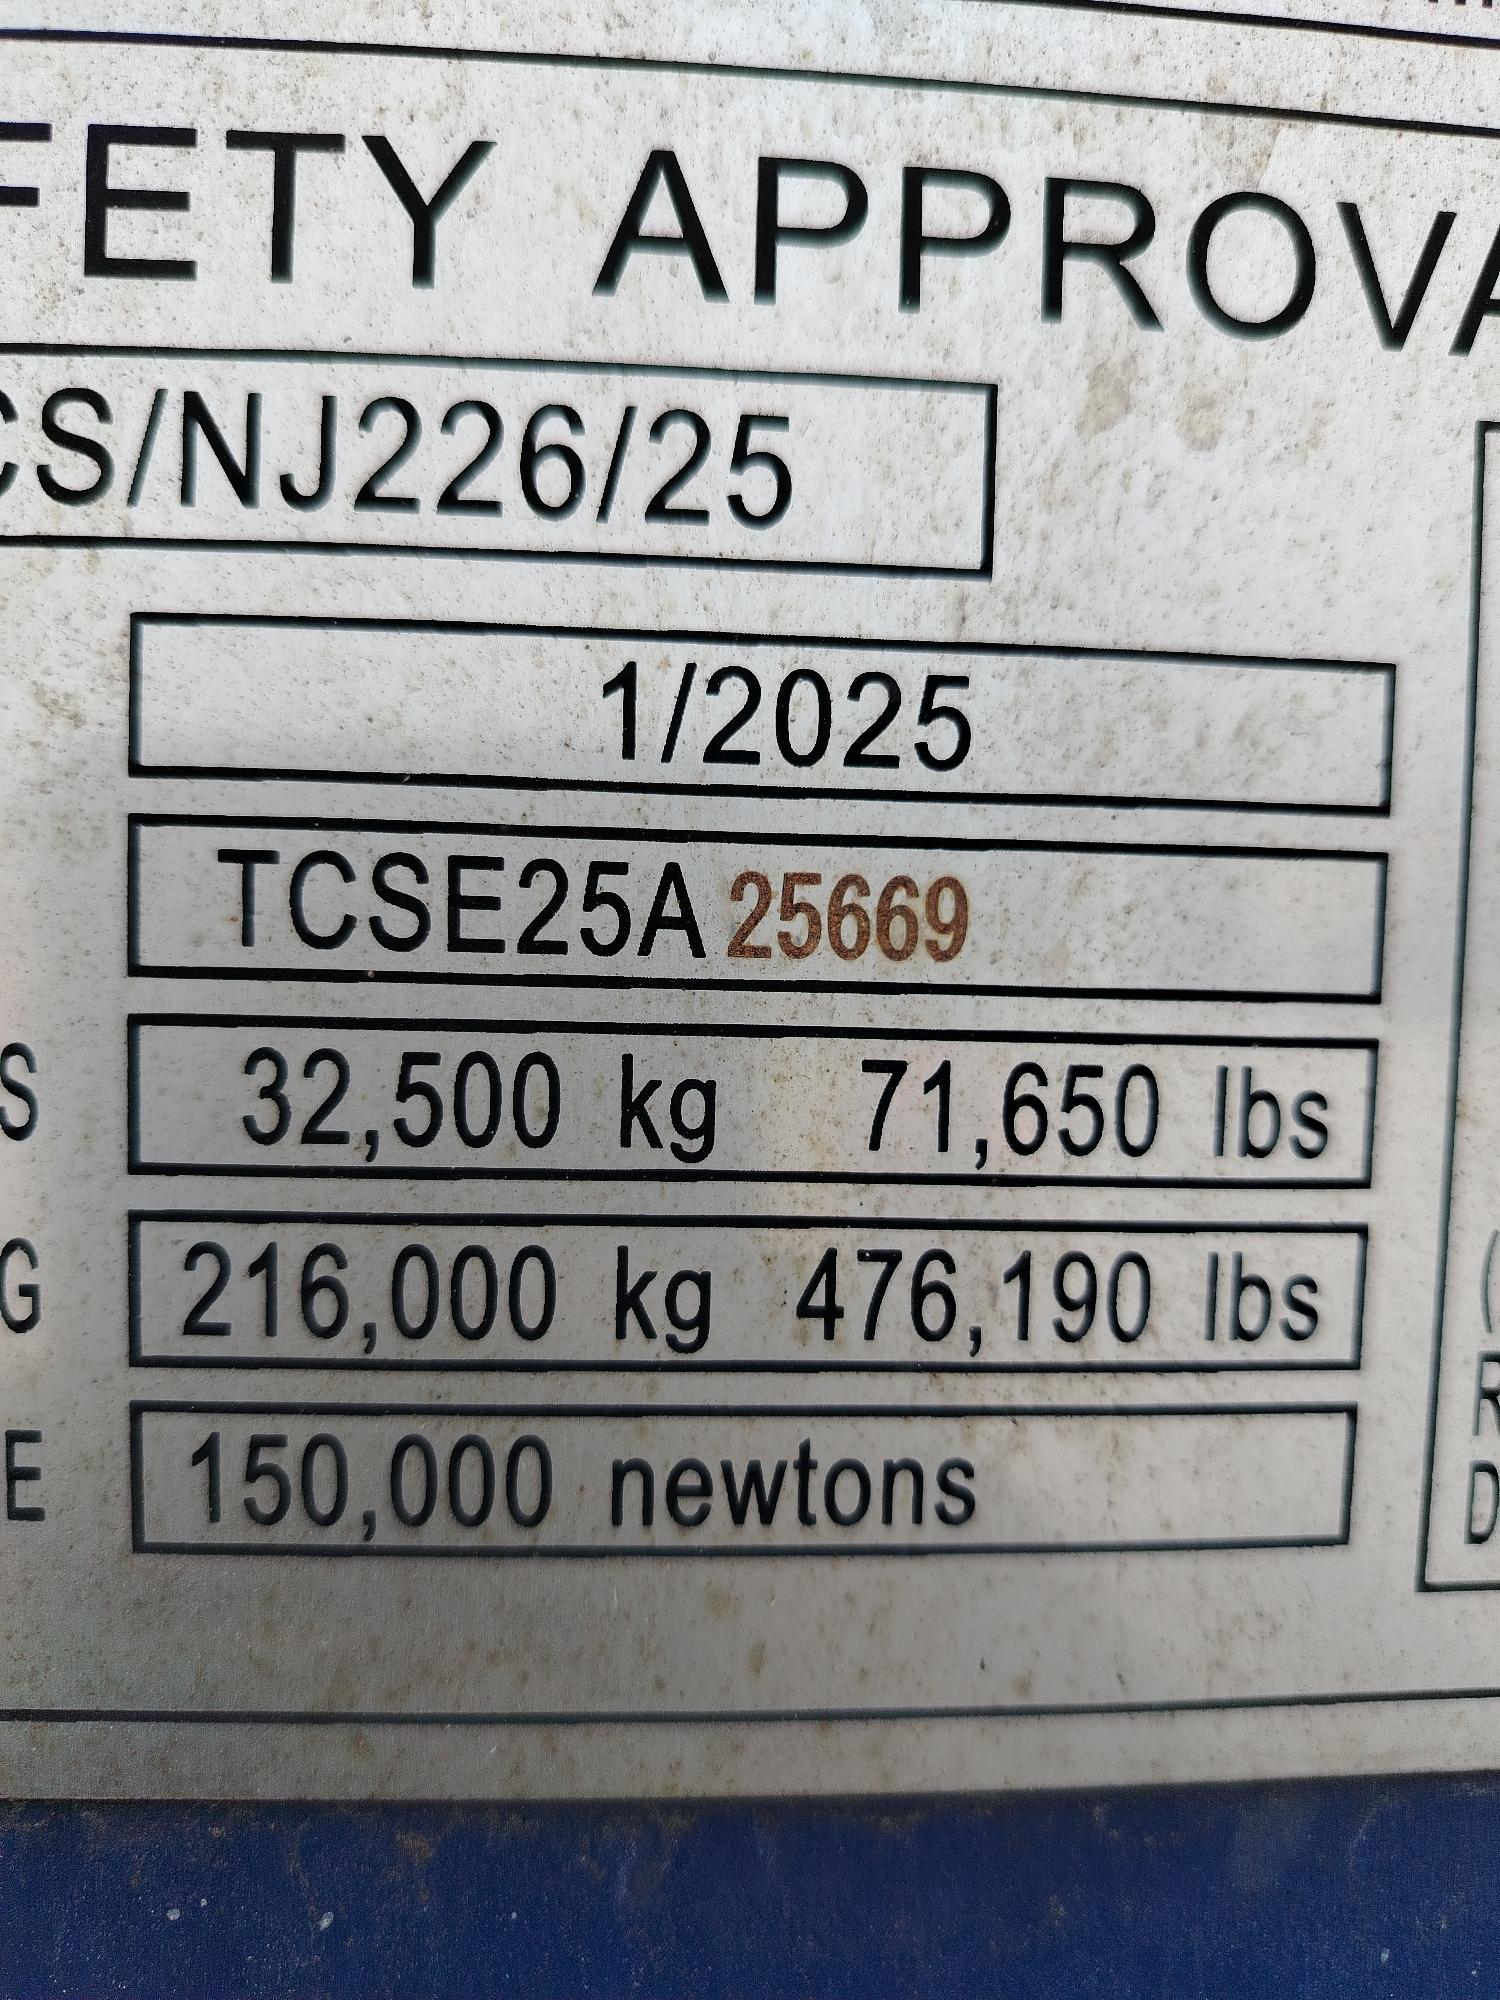 FETY APPROVA
CS/NJ226/25
1/2025
TCSE25A 25669
S 32,500 kg 71,650 lbs
G 216,000 kg 476,190 lbs
E 150,000 newtons
R
D